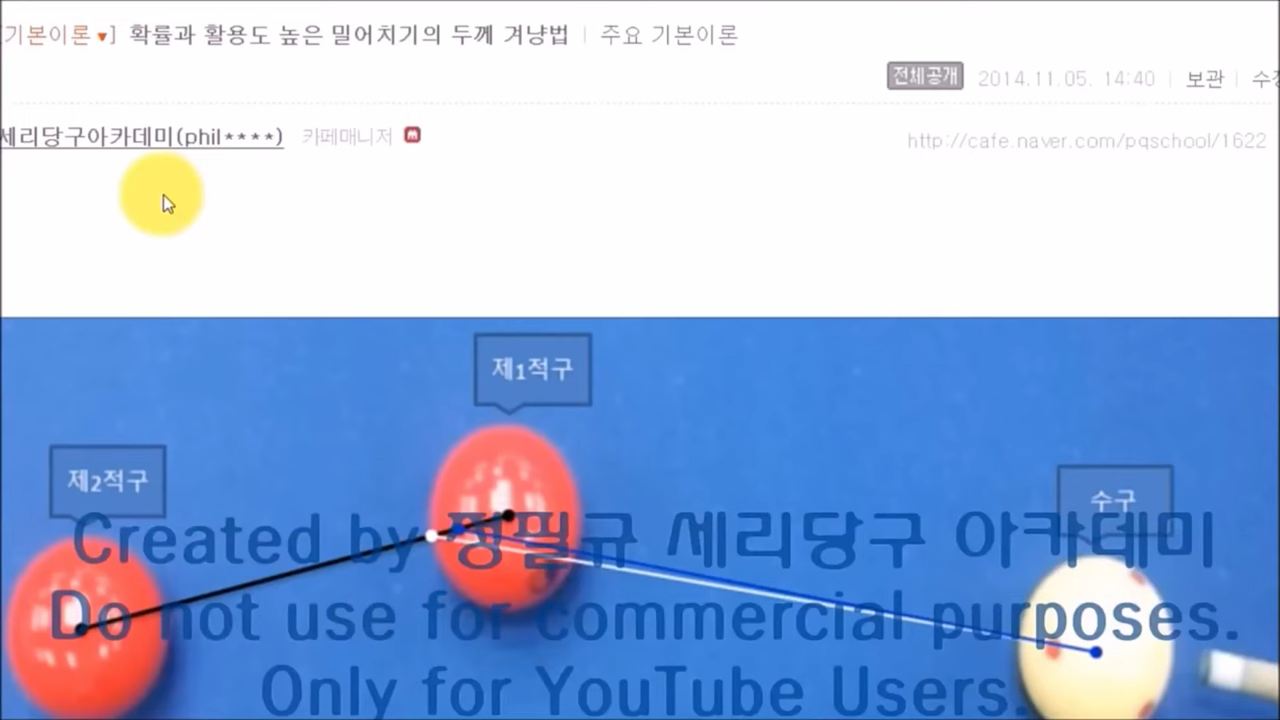 [기본이론 ▼] 확률과 활용도 높은 밀어치기의 두께 겨냥법 | 주요 기본이론
전체공개 2014.11.05. 14:40 | 보관 |
세리당구아카데미(phil****) 카페매니저
http://cafe.naver.com/pqschool/1622
제1적구
제2적구
수구
Created by 정필규 세리당구 아카데미
Do not use for commercial purposes.
Only for YouTube Users.